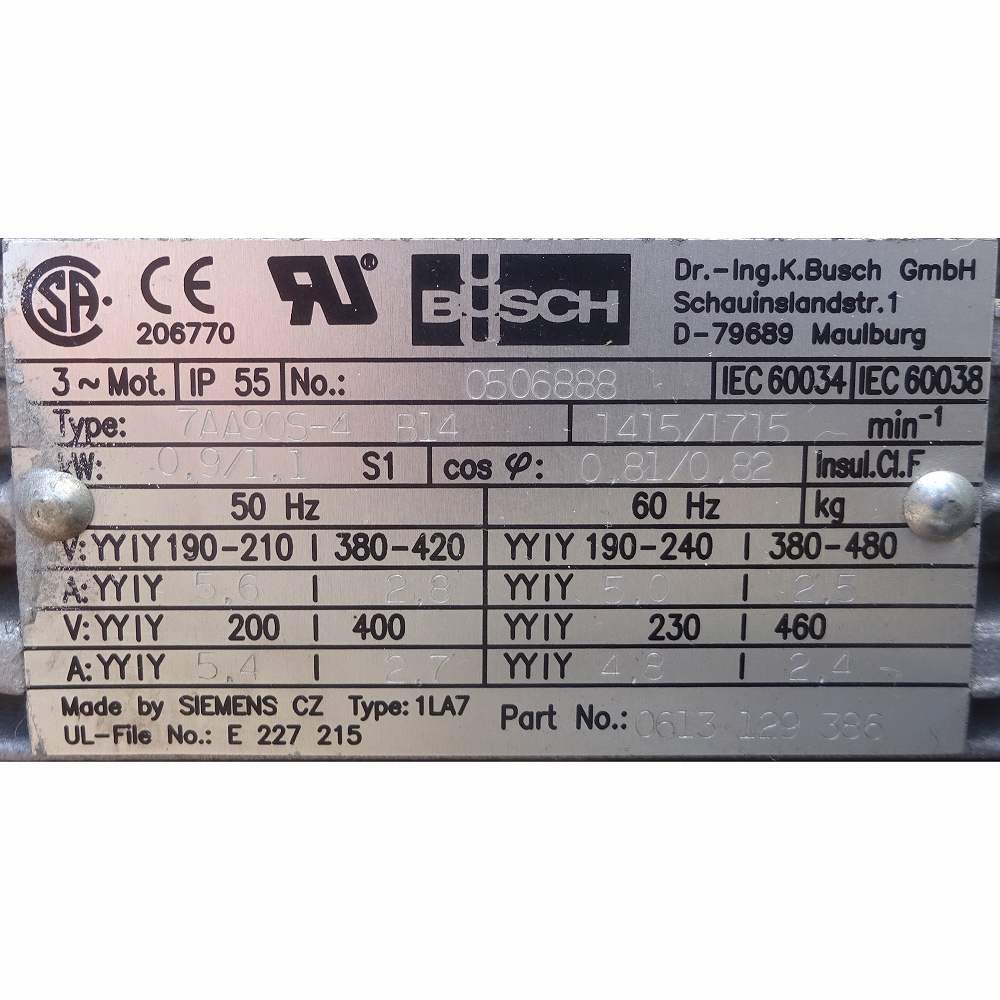 SA 206770 CE RU ® BUSCH Dr.-Ing.K.Busch GmbH
Schauinslandstr.1
D-79689 Maulburg
3~Mot. IP 55 No.: 0506888 IEC 60034 IEC 60038
Type: 7AA90S-4 B14 1415/1715 min-1
kW: 0,9/1,1 S1 cos φ: 0,81/0,82 Insul.Cl.F
50 Hz 60 Hz kg
V: YY|Y 190-210 | 380-420 YY|Y 190-240 | 380-480
A: YY|Y 5,6 | 2,8 YY|Y 5,0 | 2,5
V: YY|Y 200 | 400 YY|Y 230 | 460
A: YY|Y 5,4 | 2,7 YY|Y 4,8 | 2,4
Made by SIEMENS CZ Type: 1LA7
UL-File No.: E 227 215
Part No.: 0613 129 386